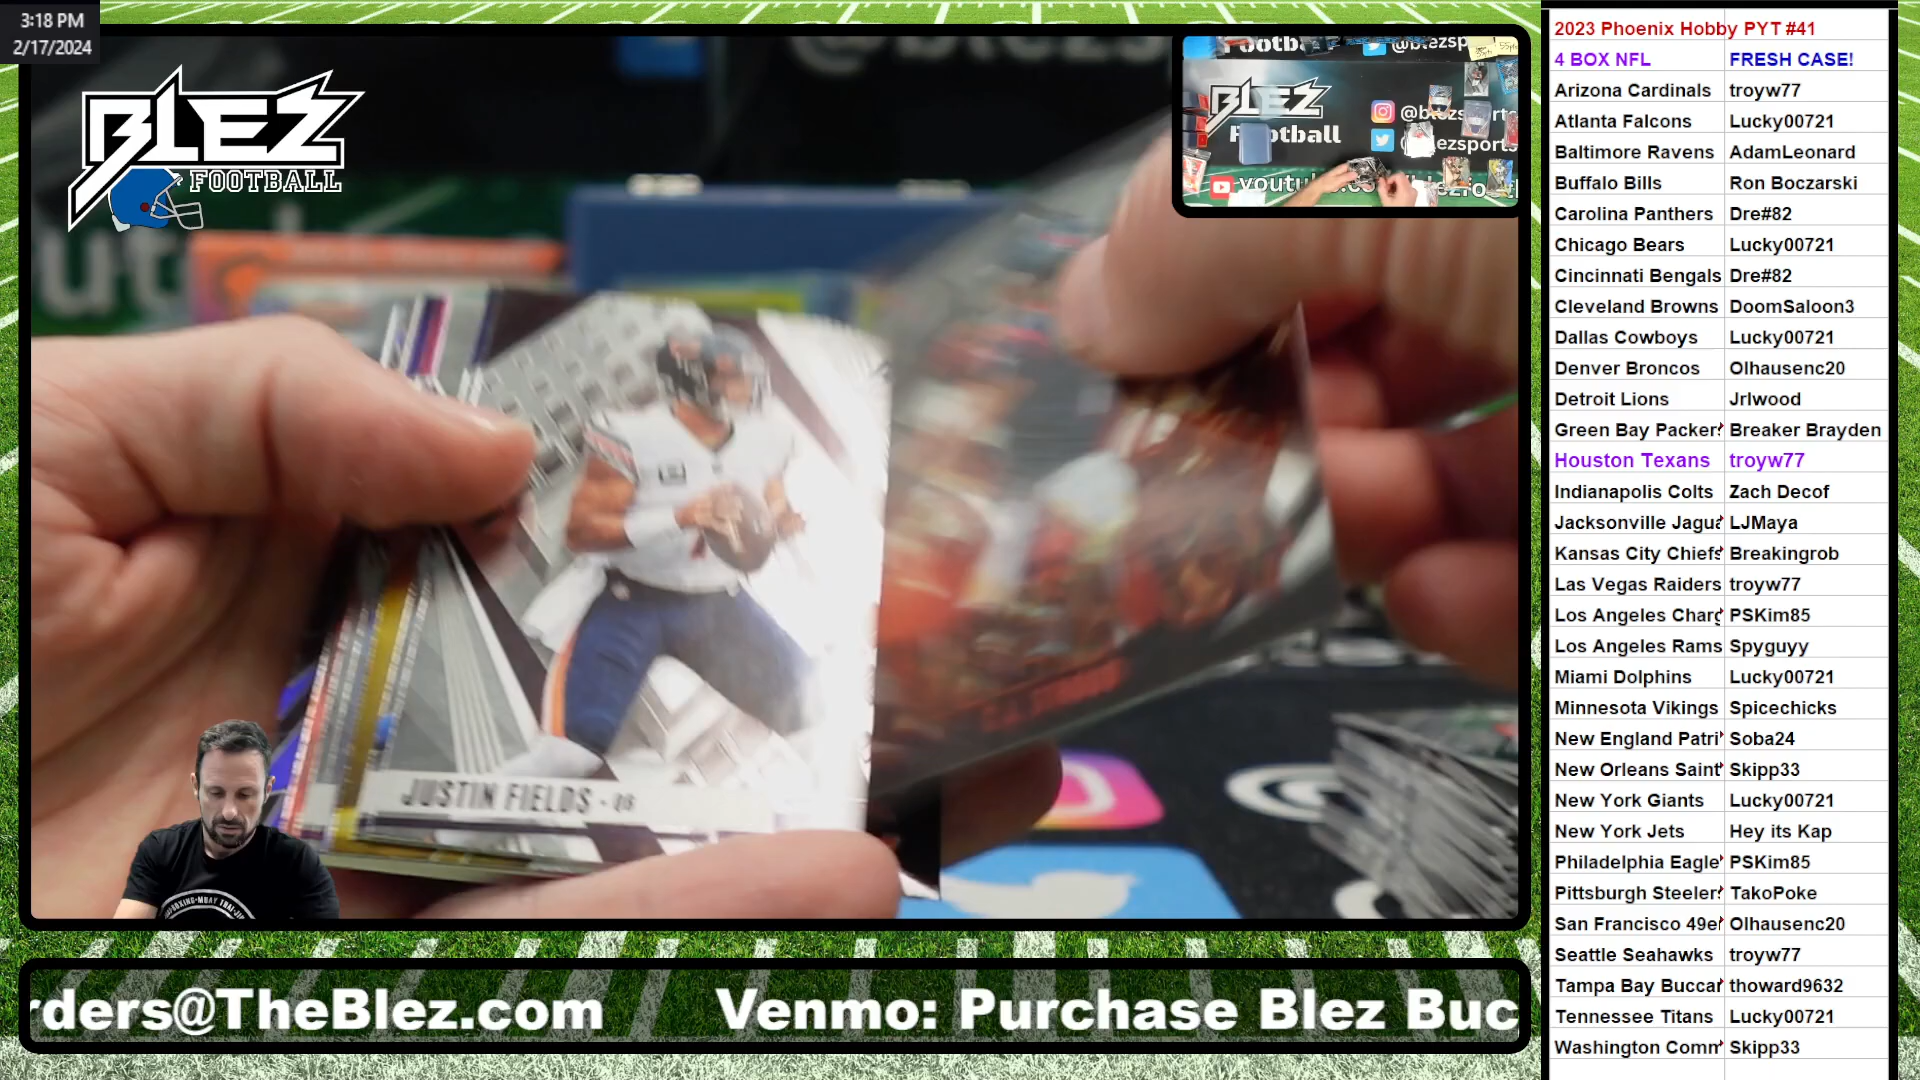 3:18 PM
2/17/2024
BLEZ
FOOTBALL
BLEZ
Football
youtub
2023 Phoenix Hobby PYT #41
4 BOX NFL FRESH CASE!
Arizona Cardinals troyw77
Atlanta Falcons Lucky00721
Baltimore Ravens AdamLeonard
Buffalo Bills Ron Boczarski
Carolina Panthers Dre#82
Chicago Bears Lucky00721
Cincinnati Bengals Dre#82
Cleveland Browns DoomSaloon3
Dallas Cowboys Lucky00721
Denver Broncos Olhausenc20
Detroit Lions Jrlwood
Green Bay Packers Breaker Brayden
Houston Texans troyw77
Indianapolis Colts Zach Decof
Jacksonville Jagua LJMaya
Kansas City Chiefs Breakingrob
Las Vegas Raiders troyw77
Los Angeles Charg PSKim85
Los Angeles Rams Spyguyy
Miami Dolphins Lucky00721
Minnesota Vikings Spicechicks
New England Patri Soba24
New Orleans Saint Skipp33
New York Giants Lucky00721
New York Jets Hey its Kap
Philadelphia Eagle PSKim85
Pittsburgh Steelers TakoPoke
San Francisco 49er Olhausenc20
Seattle Seahawks troyw77
Tampa Bay Buccan thoward9632
Tennessee Titans Lucky00721
Washington Comm Skipp33
JUSTIN FIELDS - QB
rders@TheBlez.com Venmo: Purchase Blez Buc